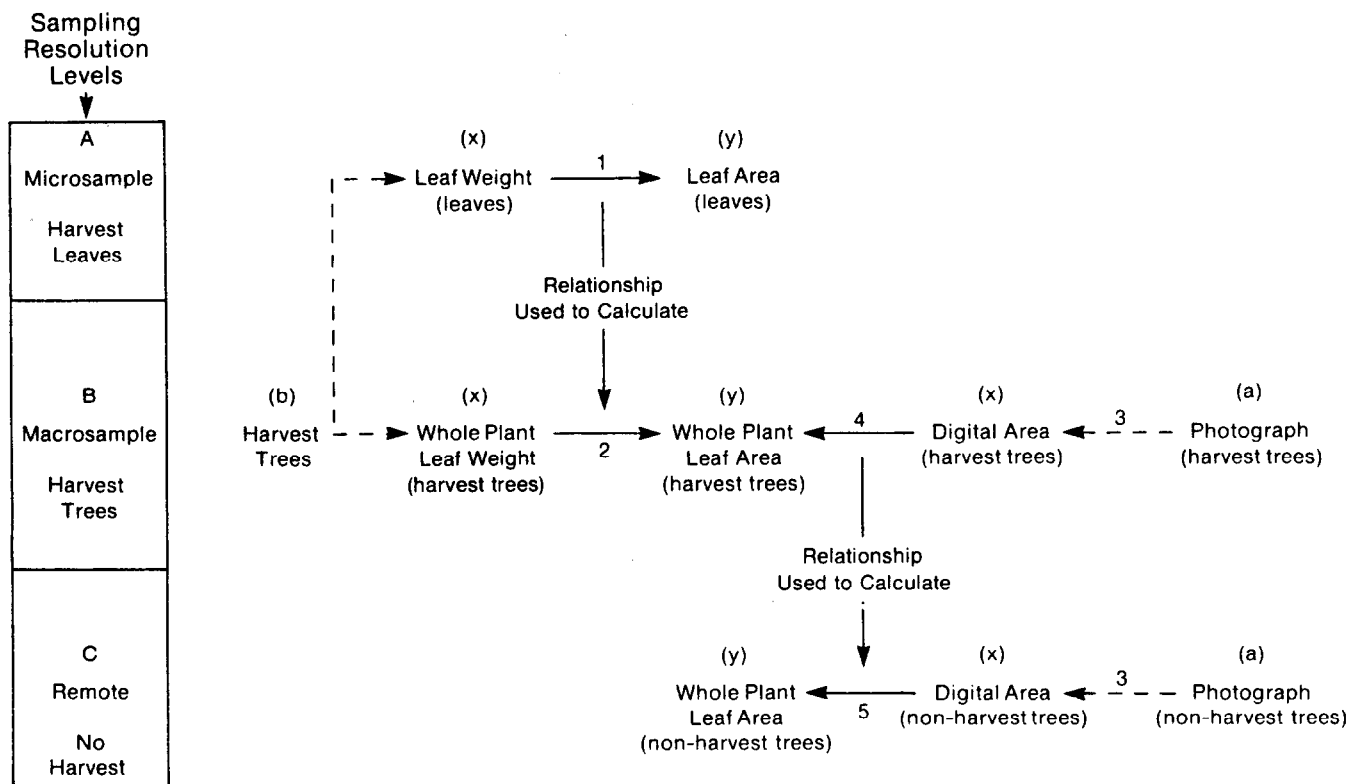 Sampling
Resolution
Levels
A
Microsample
Harvest
Leaves
(x)
(y)
Leaf Weight
(leaves)
1
Leaf Area
(leaves)
Relationship
Used to Calculate
B
Macrosample
Harvest
Trees
(b)
Harvest
Trees
(x)
Whole Plant
Leaf Weight
(harvest trees)
2
(y)
Whole Plant
Leaf Area
(harvest trees)
4
(x)
Digital Area
(harvest trees)
3
(a)
Photograph
(harvest trees)
Relationship
Used to Calculate
C
Remote
No
Harvest
(y)
Whole Plant
Leaf Area
(non-harvest trees)
5
(x)
Digital Area
(non-harvest trees)
3
(a)
Photograph
(non-harvest trees)